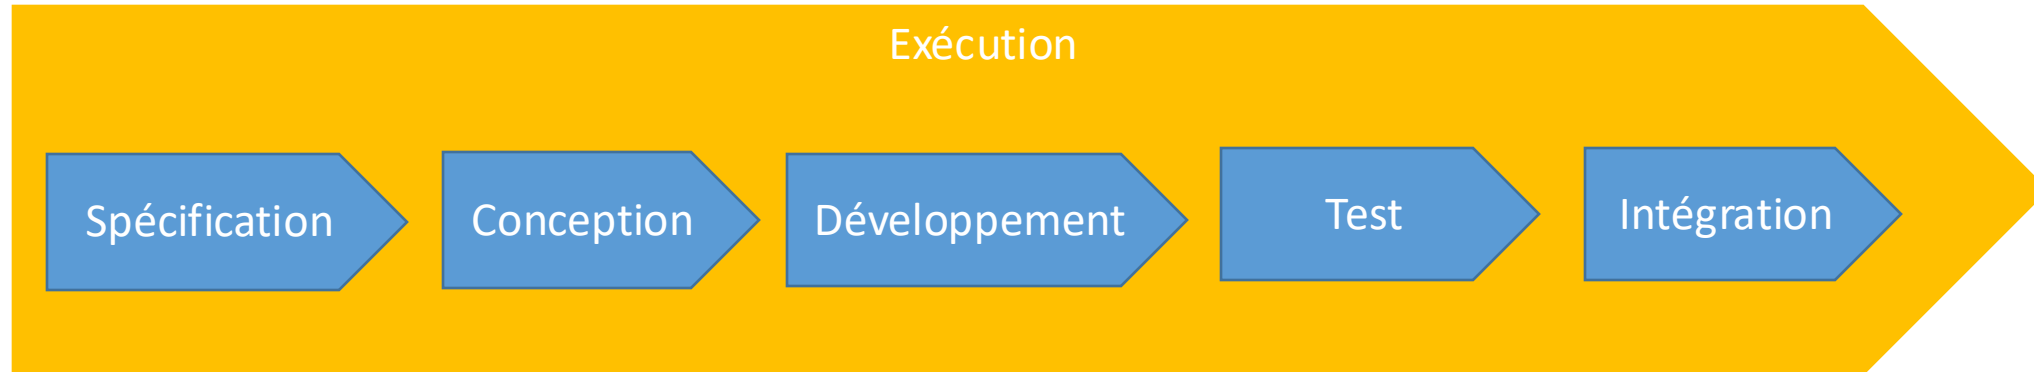 Exécution
Spécification
Conception
Développement
Test
Intégration